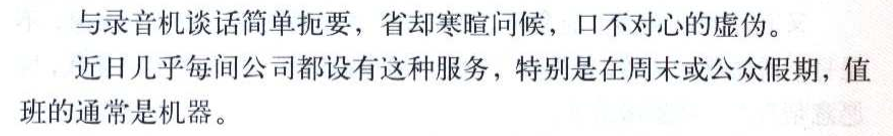 与录音机谈话简单扼要，省却寒暄问候，口不对心的虚伪。
近日几乎每间公司都设有这种服务，特别是在周末或公众假期，值
班的通常是机器。